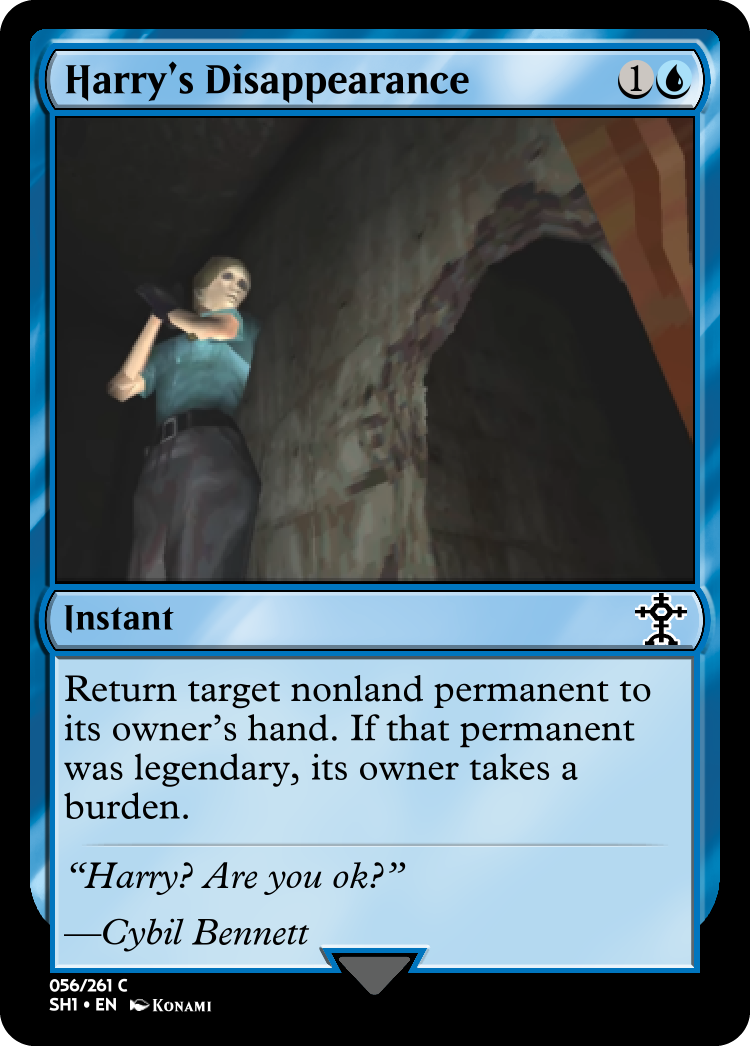 Harry's Disappearance 1
Instant
Return target nonland permanent to
its owner's hand. If that permanent
was legendary, its owner takes a
burden.
“Harry? Are you ok?”
—Cybil Bennett
056/261 C
SH1 • EN KONAMI